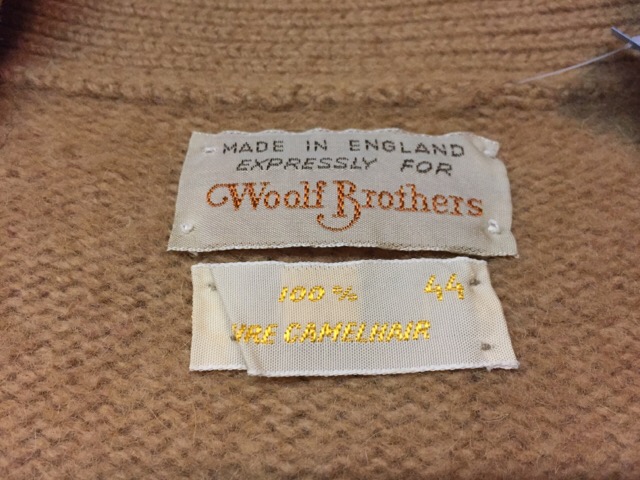 MADE IN ENGLAND
EXPRESSLY FOR
Woolf Brothers
100% 44
CAMELHAIR